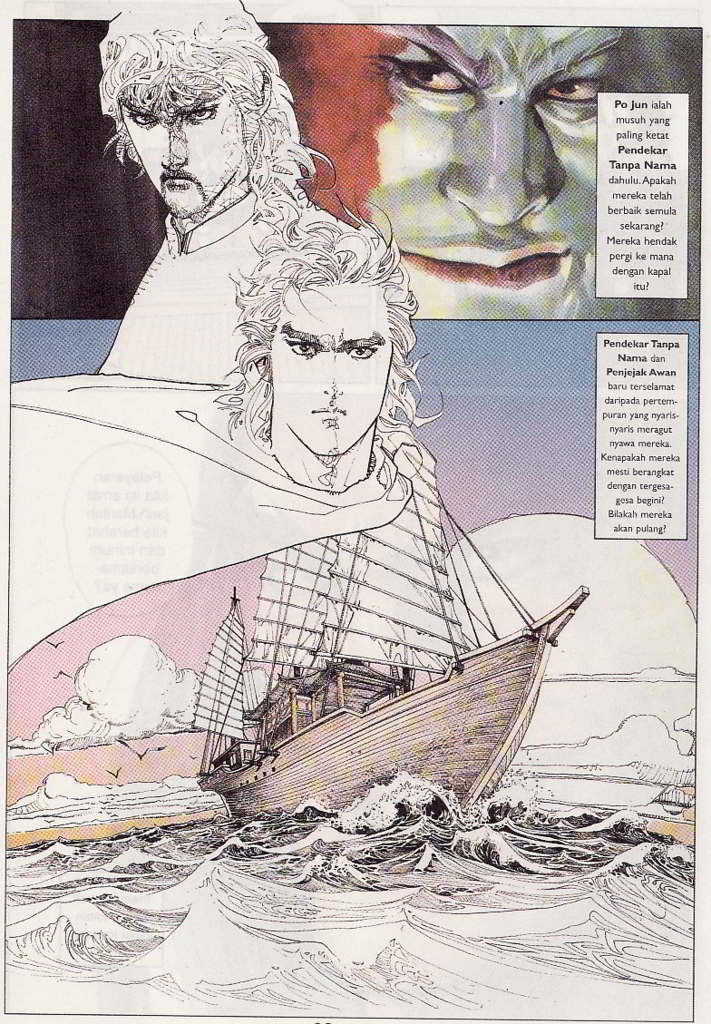 Po Jun ialah
musuh yang
paling ketat
Pendekar
Tanpa Nama
dahulu. Apakah
mereka telah
berbaik semula
sekarang?
Mereka hendak
pergi ke mana
dengan kapal
itu?
Pendekar Tanpa
Nama dan
Penjejak Awan
baru terselamat
daripada pertem-
puran yang nyaris-
nyaris meragut
nyawa mereka.
Kenapakah mereka
mesti berangkat
dengan tergesa-
gesa begini?
Bilakah mereka
akan pulang?